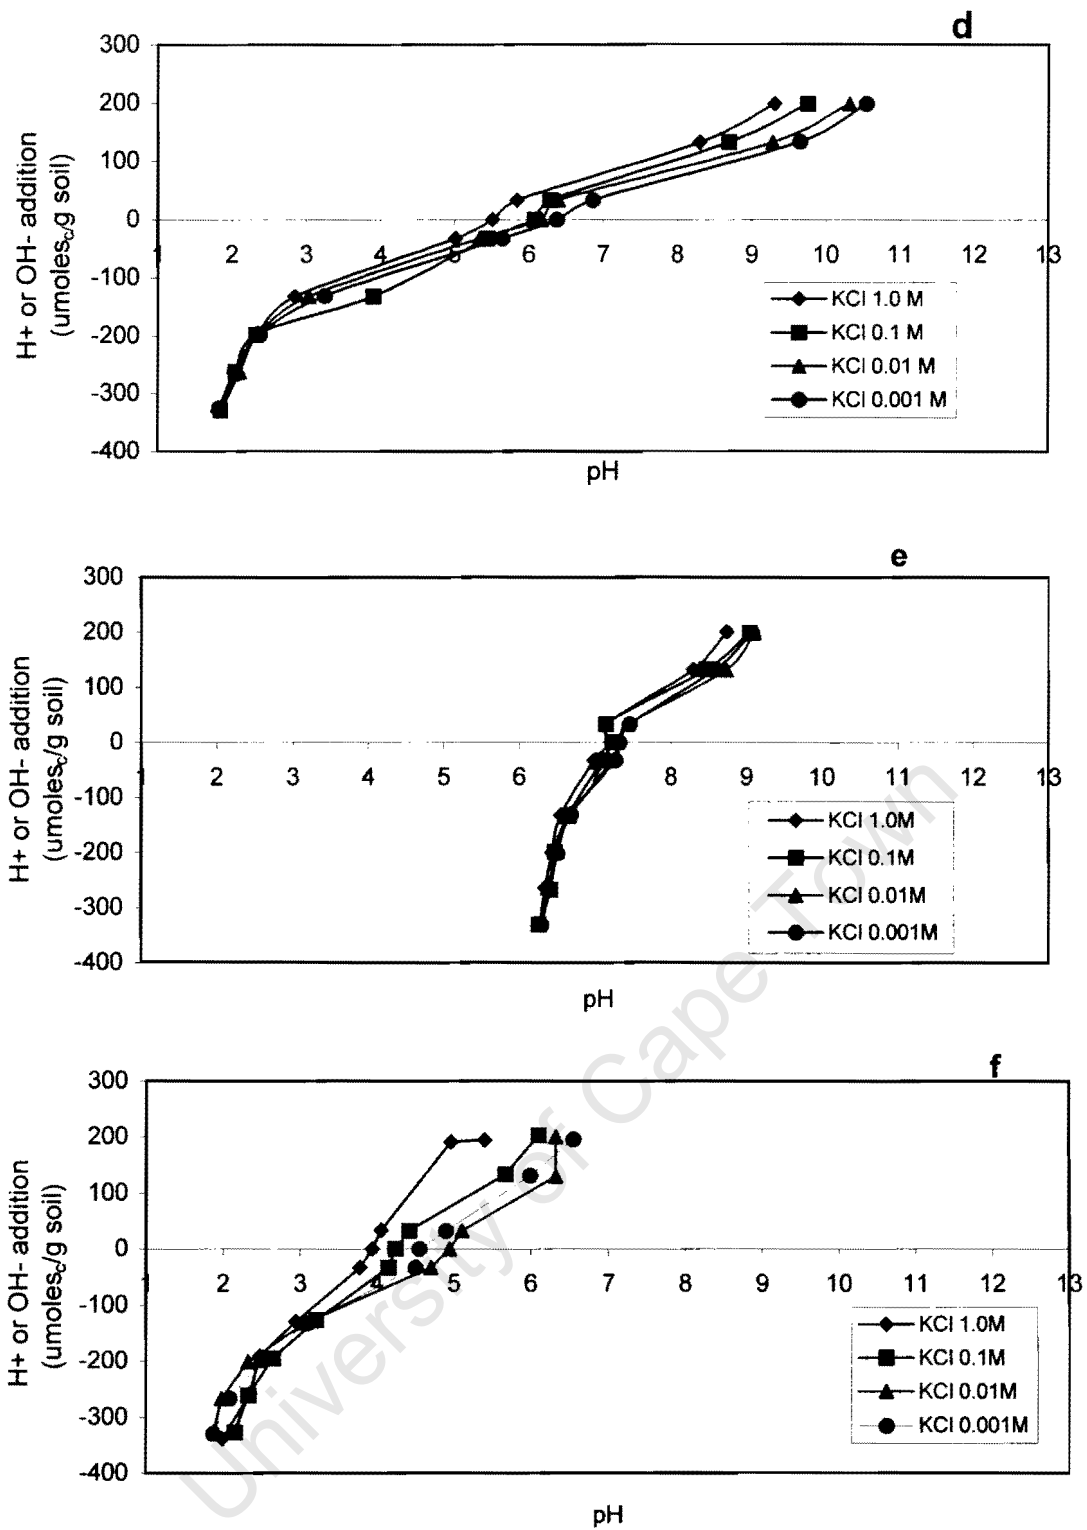 d
300
200
100
0
-100
-200
-300
-400
H+ or OH- addition
(umoles_c/g soil)
1 2 3 4 5 6 7 8 9 10 11 12 13
KCl 1.0 M
KCl 0.1 M
KCl 0.01 M
KCl 0.001 M
pH
e
300
200
100
0
-100
-200
-300
-400
H+ or OH- addition
(umoles_c/g soil)
1 2 3 4 5 6 7 8 9 10 11 12 13
KCl 1.0M
KCl 0.1M
KCl 0.01M
KCl 0.001M
pH
f
300
200
100
0
-100
-200
-300
-400
H+ or OH- addition
(umoles_c/g soil)
1 2 3 4 5 6 7 8 9 10 11 12 13
KCl 1.0M
KCl 0.1M
KCl 0.01M
KCl 0.001M
pH
University of Cape Town